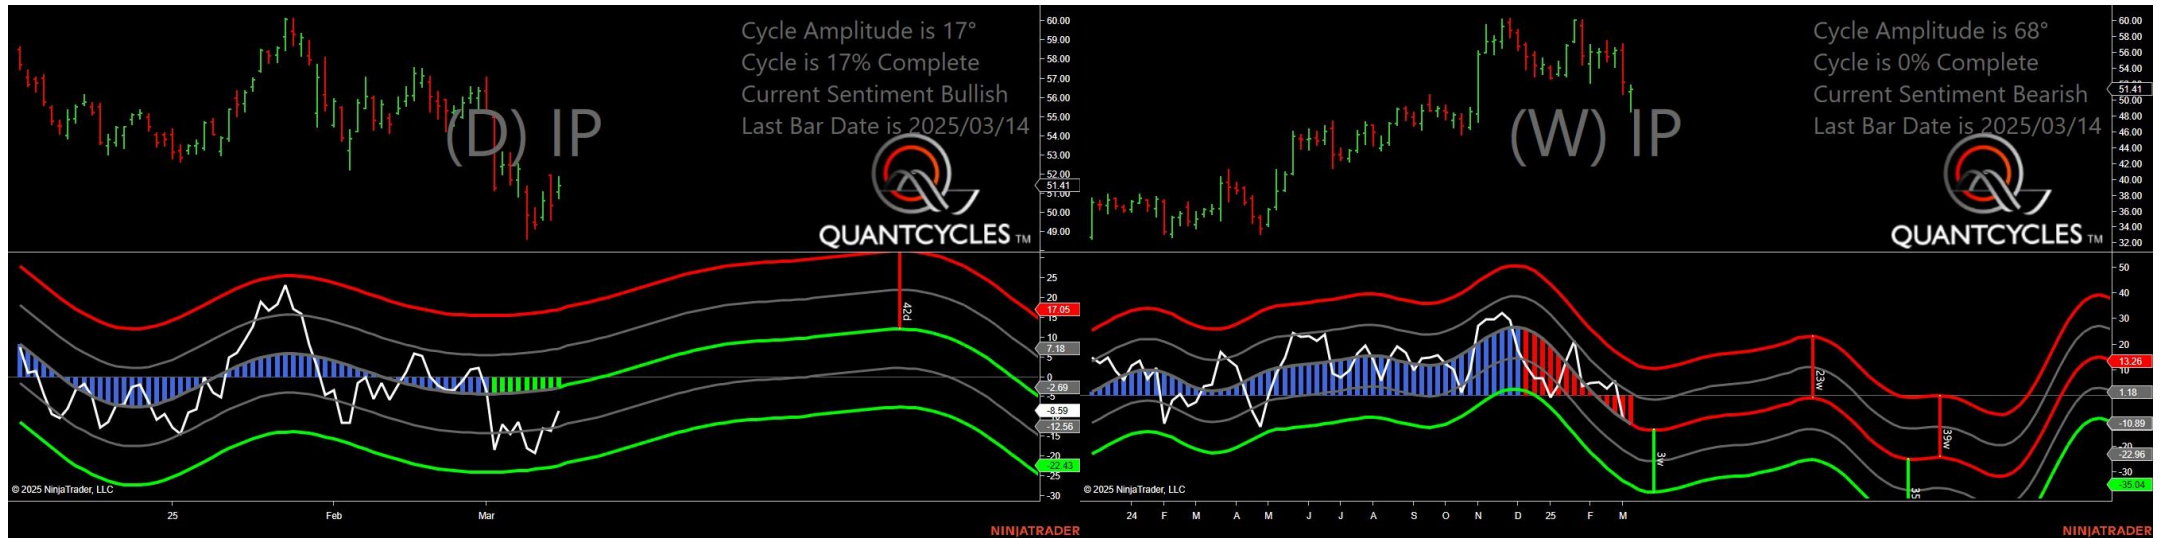 Cycle Amplitude is 17°
Cycle is 17% Complete
Current Sentiment Bullish
Last Bar Date is 2025/03/14
(D) IP
QUANTCYCLES TM
60.00
59.00
58.00
57.00
56.00
55.00
54.00
53.00
52.00
51.41
51.00
50.00
49.00
42d
25
20
17.05
15
10
7.18
5
0
-2.69
-5
-8.59
-12.56
-15
-20
-22.43
-25
-30
© 2025 NinjaTrader, LLC
25
Feb
Mar
NINJATRADER
Cycle Amplitude is 68°
Cycle is 0% Complete
Current Sentiment Bearish
Last Bar Date is 2025/03/14
(W) IP
QUANTCYCLES TM
60.00
58.00
56.00
54.00
51.41
50.00
48.00
46.00
44.00
42.00
40.00
38.00
36.00
34.00
32.00
3w
23w
39w
35
50
40
30
20
13.26
10
1.18
-10.89
-20
-22.96
-30
-35.04
© 2025 NinjaTrader, LLC
24
F
M
A
M
J
J
A
S
O
N
D
25
F
M
NINJATRADER